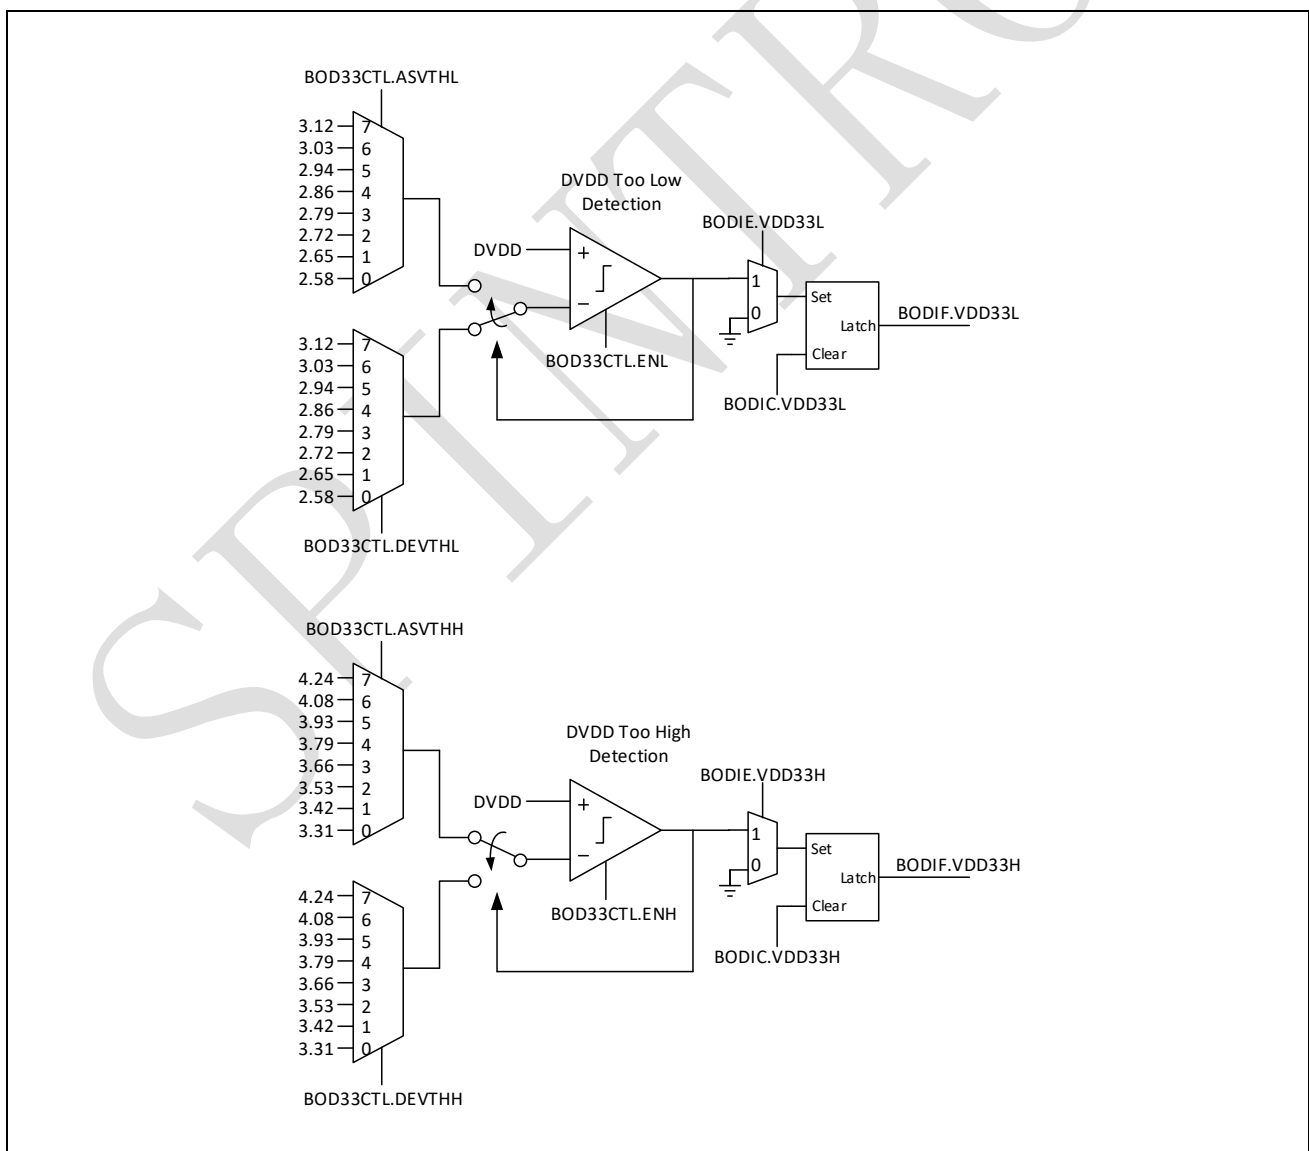 BOD33CTL.ASVTHL
3.12 7
3.03 6
2.94 5
2.86 4
2.79 3
2.72 2
2.65 1
2.58 0
DVDD Too Low
Detection
DVDD
+
−
BOD33CTL.ENL
BODIE.VDD33L
1
0
Set
Latch
Clear
BODIF.VDD33L
BODIC.VDD33L
3.12 7
3.03 6
2.94 5
2.86 4
2.79 3
2.72 2
2.65 1
2.58 0
BOD33CTL.DEVTHL
BOD33CTL.ASVTHH
4.24 7
4.08 6
3.93 5
3.79 4
3.66 3
3.53 2
3.42 1
3.31 0
DVDD Too High
Detection
DVDD
+
−
BOD33CTL.ENH
BODIE.VDD33H
1
0
Set
Latch
Clear
BODIF.VDD33H
BODIC.VDD33H
4.24 7
4.08 6
3.93 5
3.79 4
3.66 3
3.53 2
3.42 1
3.31 0
BOD33CTL.DEVTHH
SPINTRO